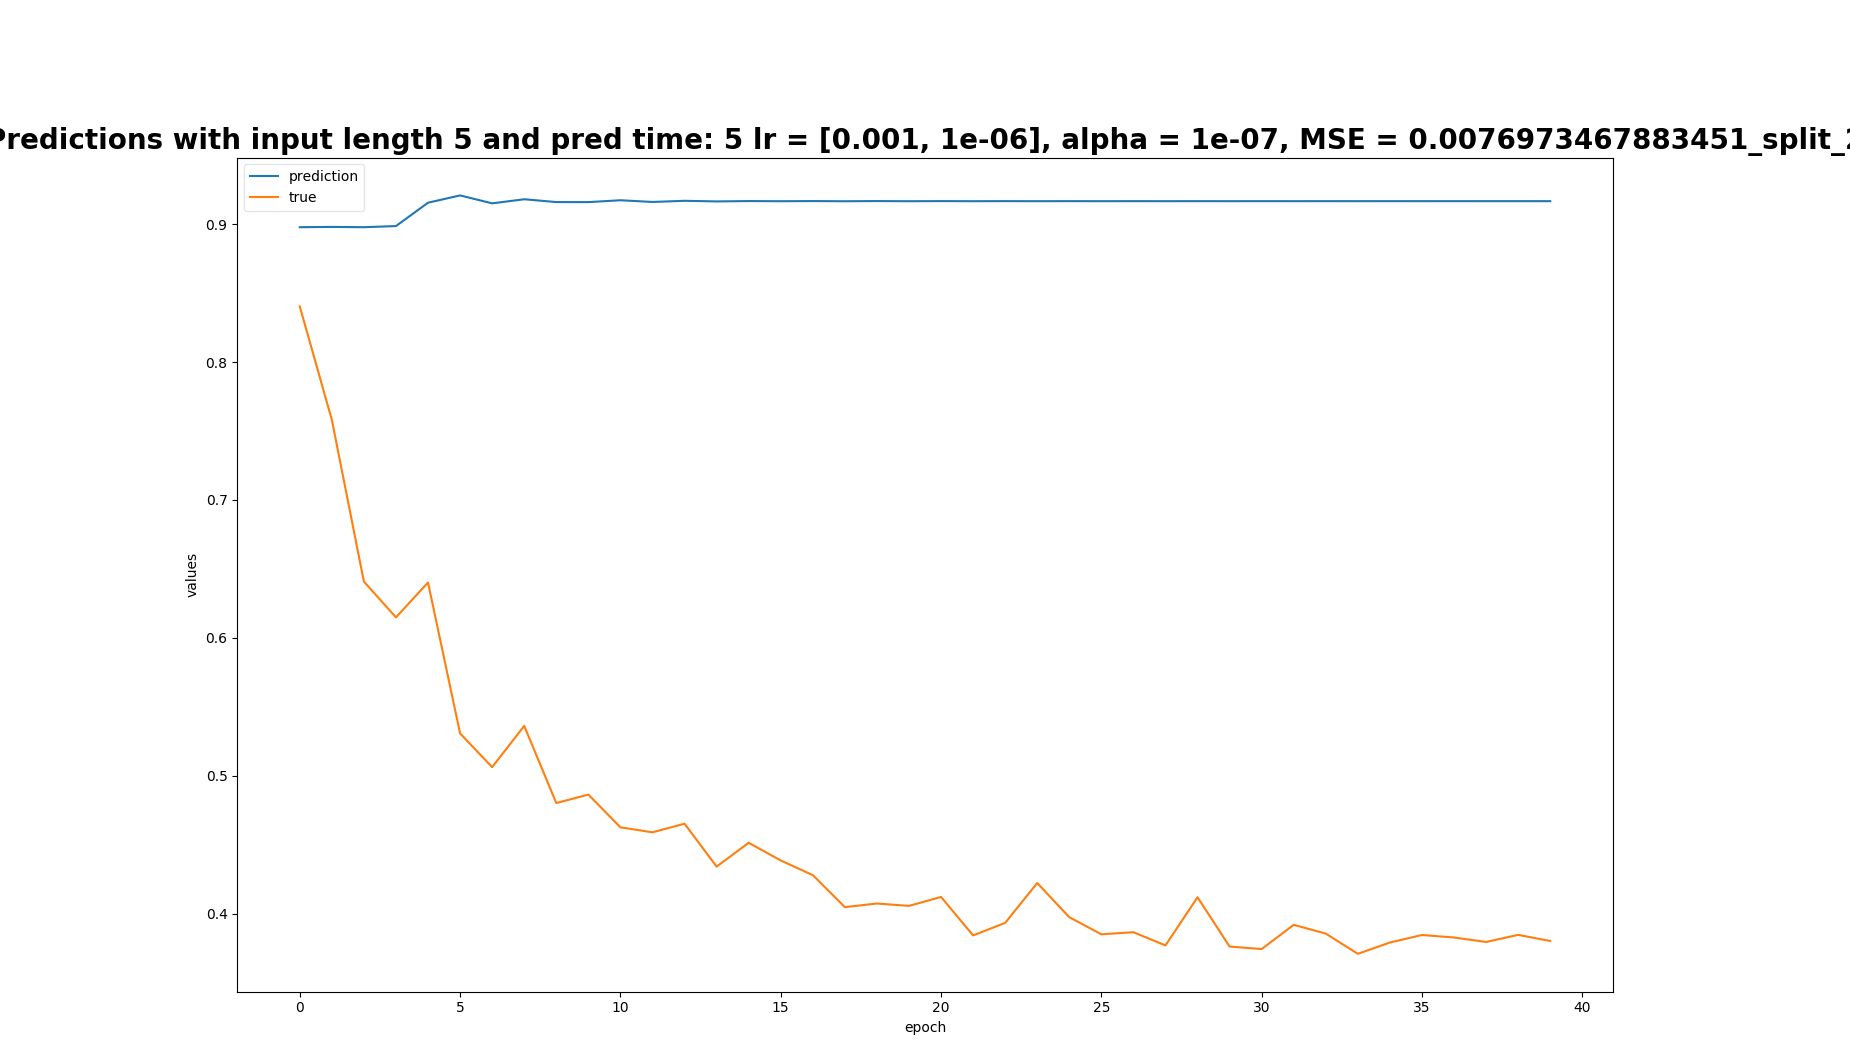 Predictions with input length 5 and pred time: 5 lr = [0.001, 1e-06], alpha = 1e-07, MSE = 0.0076973467883451_split_2
prediction
true
0.9
0.8
0.7
0.6
0.5
0.4
values
0 5 10 15 20 25 30 35 40
epoch